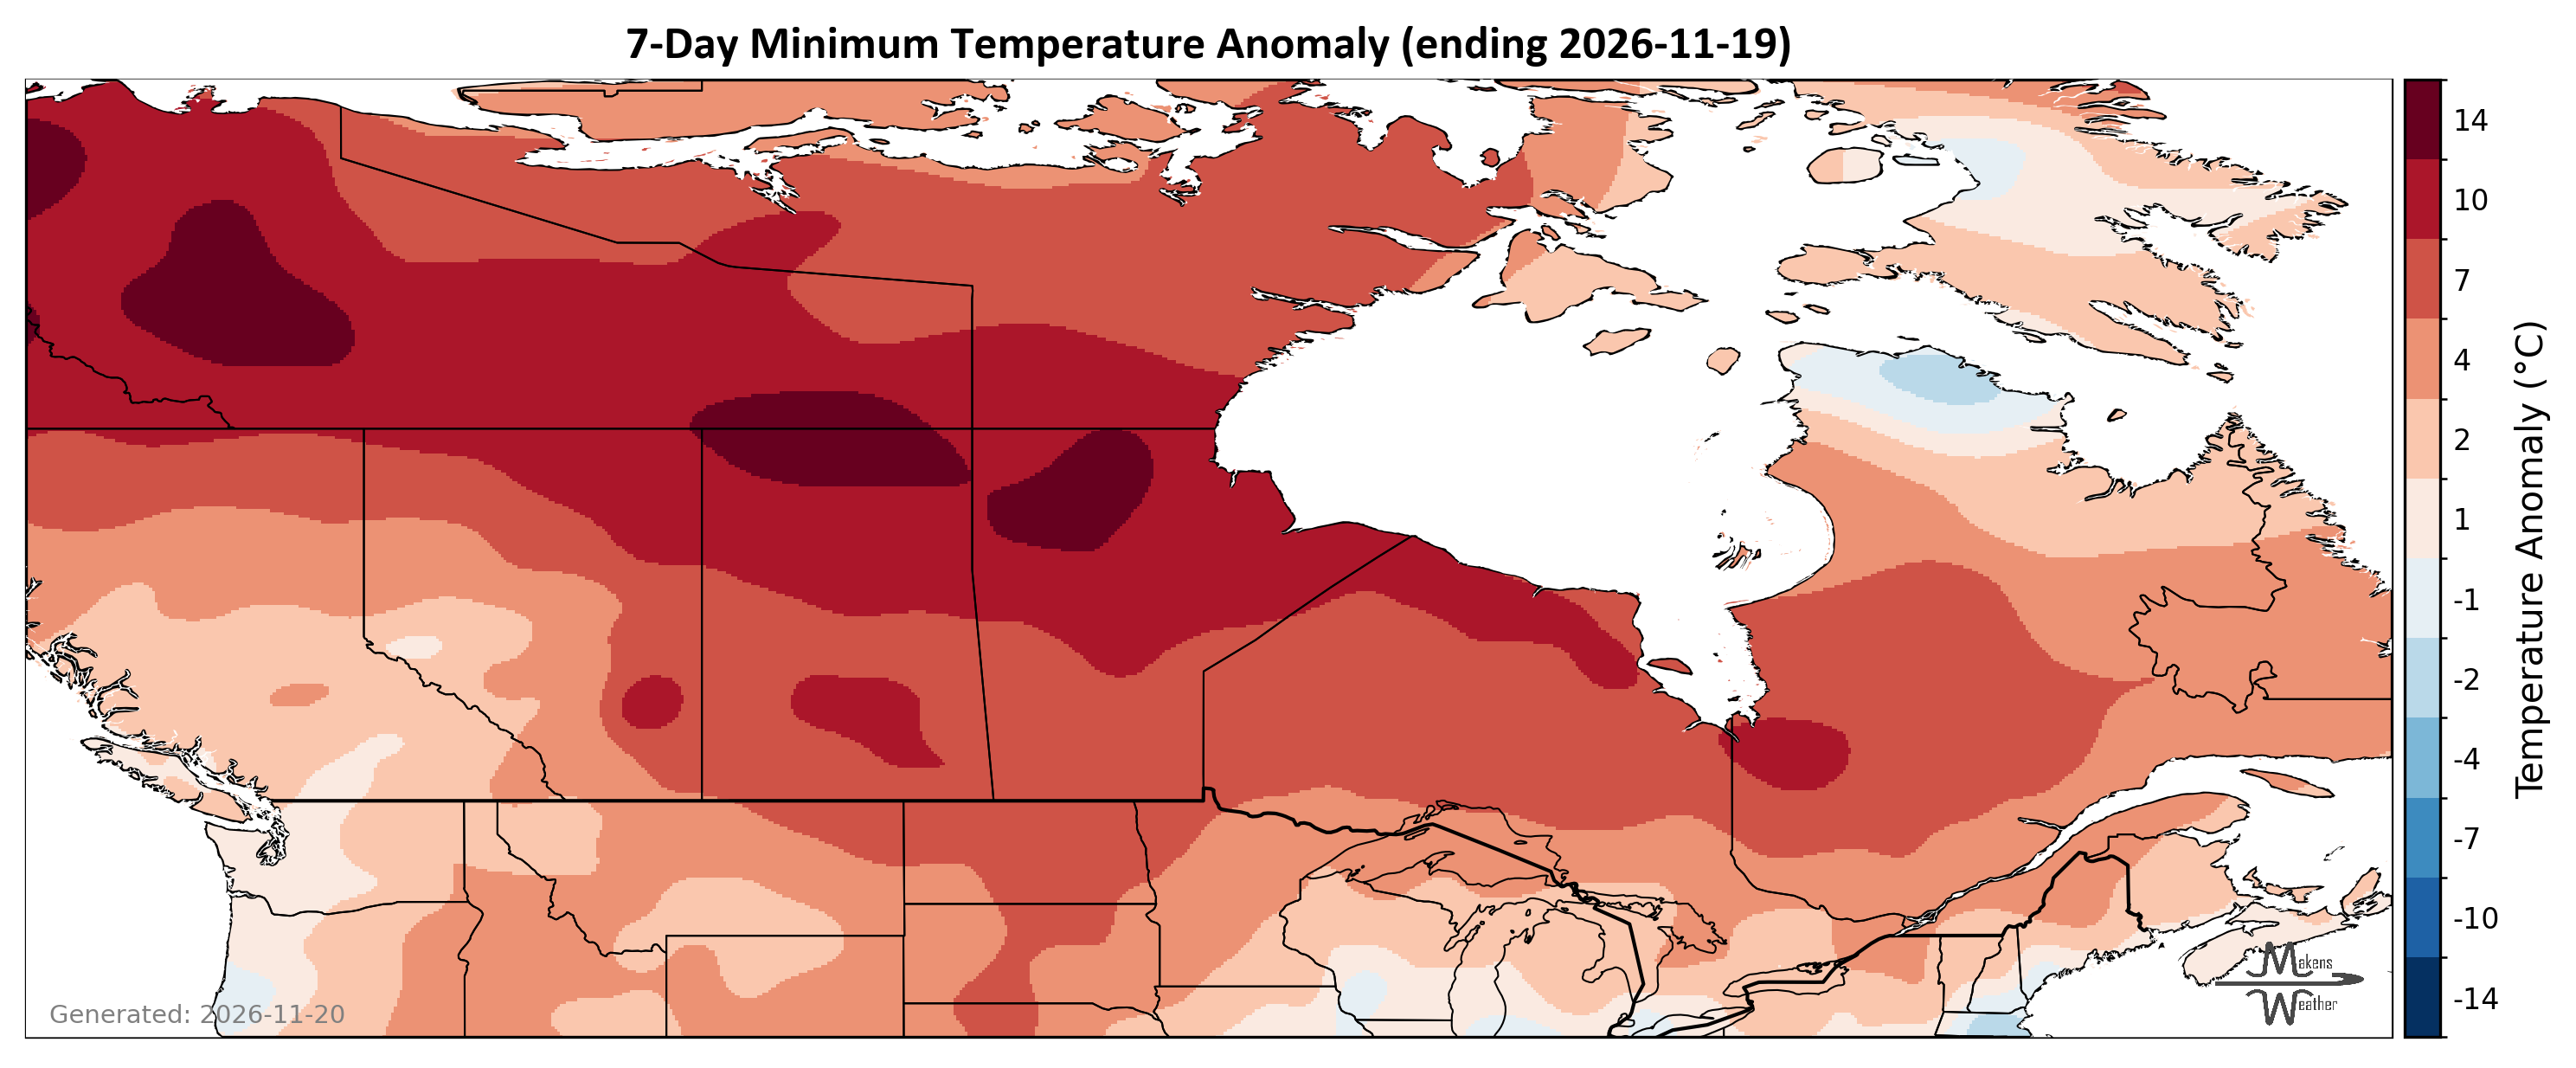 7-Day Minimum Temperature Anomaly (ending 2026-11-19)
14
10
7
4
2
1
-1
-2
-4
-7
-10
-14
Temperature Anomaly (°C)
Generated: 2026-11-20
Makens
Weather